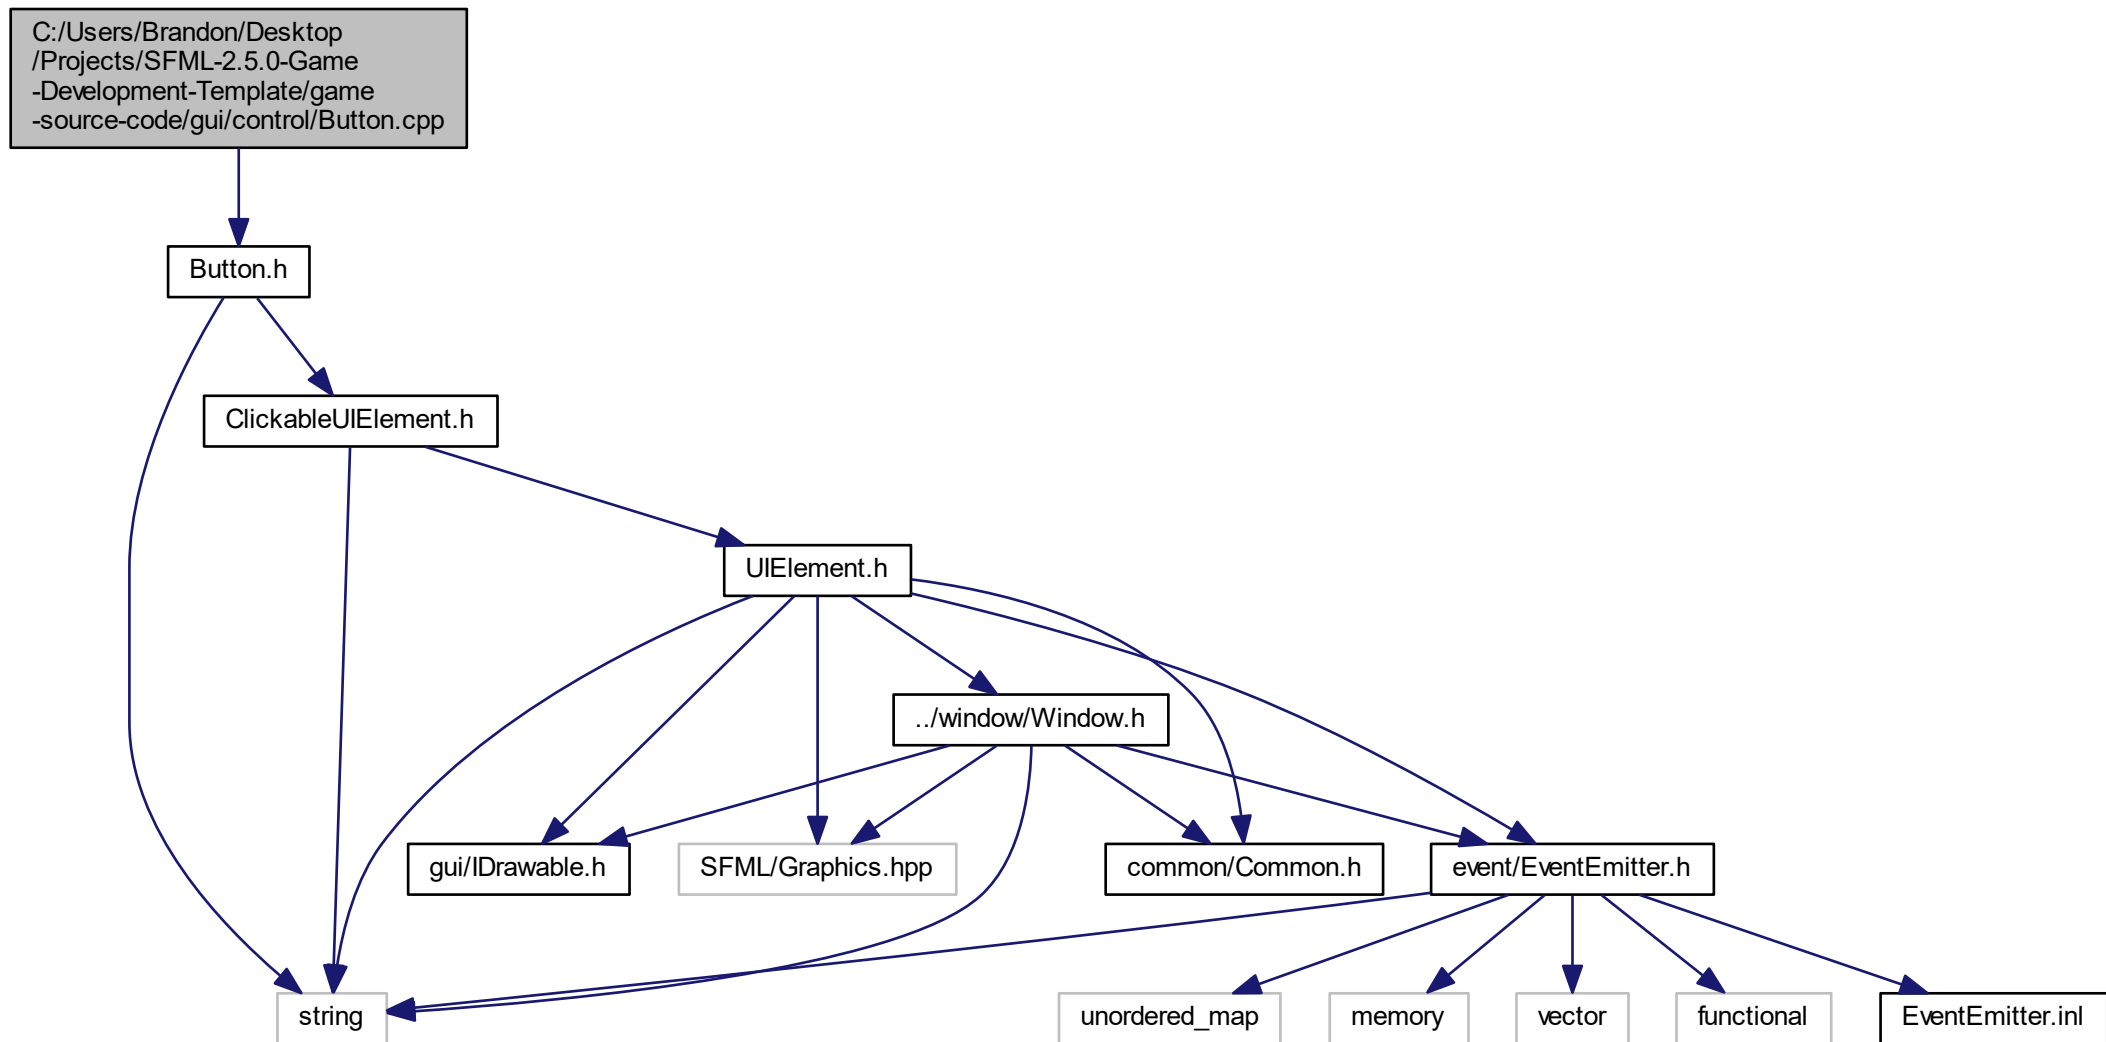 C:/Users/Brandon/Desktop
/Projects/SFML-2.5.0-Game
-Development-Template/game
-source-code/gui/control/Button.cpp
Button.h
ClickableUIElement.h
UIElement.h
../window/Window.h
gui/IDrawable.h
SFML/Graphics.hpp
common/Common.h
event/EventEmitter.h
string
unordered_map
memory
vector
functional
EventEmitter.inl